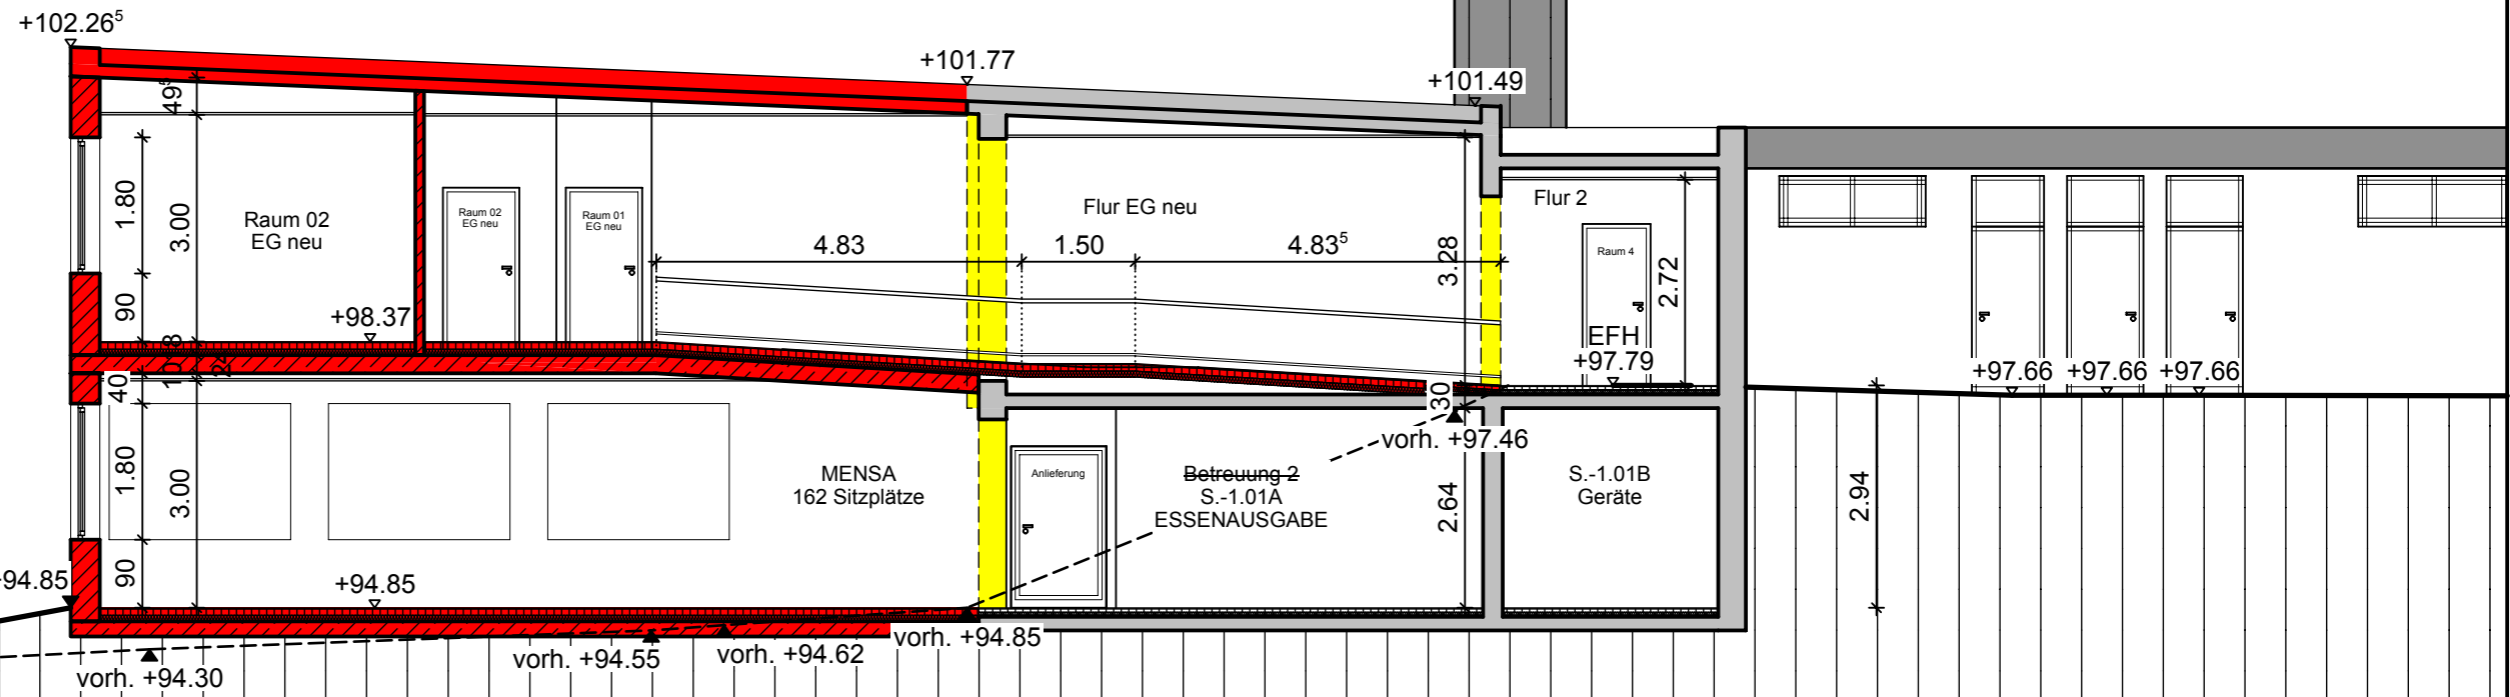 +102.26⁵
+101.77
+101.49
49⁵
1.80
3.00
90
Raum 02
EG neu
Raum 02
EG neu
Raum 01
EG neu
Flur EG neu
Flur 2
4.83
1.50
4.83⁵
3.28
2.72
Raum 4
EFH
+97.79
+98.37
+97.66
+97.66
+97.66
8
10
40
30
vorh. +97.46
1.80
3.00
90
MENSA
162 Sitzplätze
Anlieferung
Betreuung 2
S.-1.01A
ESSENAUSGABE
2.64
S.-1.01B
Geräte
2.94
94.85
+94.85
vorh. +94.85
vorh. +94.62
vorh. +94.55
vorh. +94.30